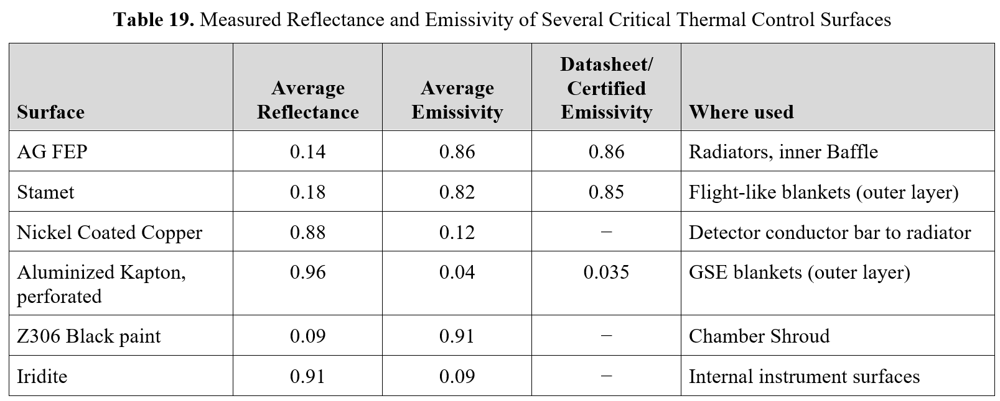 Table 19. Measured Reflectance and Emissivity of Several Critical Thermal Control Surfaces
Surface Average Reflectance Average Emissivity Datasheet/ Certified Emissivity Where used
AG FEP 0.14 0.86 0.86 Radiators, inner Baffle
Stamet 0.18 0.82 0.85 Flight-like blankets (outer layer)
Nickel Coated Copper 0.88 0.12 – Detector conductor bar to radiator
Aluminized Kapton, perforated 0.96 0.04 0.035 GSE blankets (outer layer)
Z306 Black paint 0.09 0.91 – Chamber Shroud
Iridite 0.91 0.09 – Internal instrument surfaces